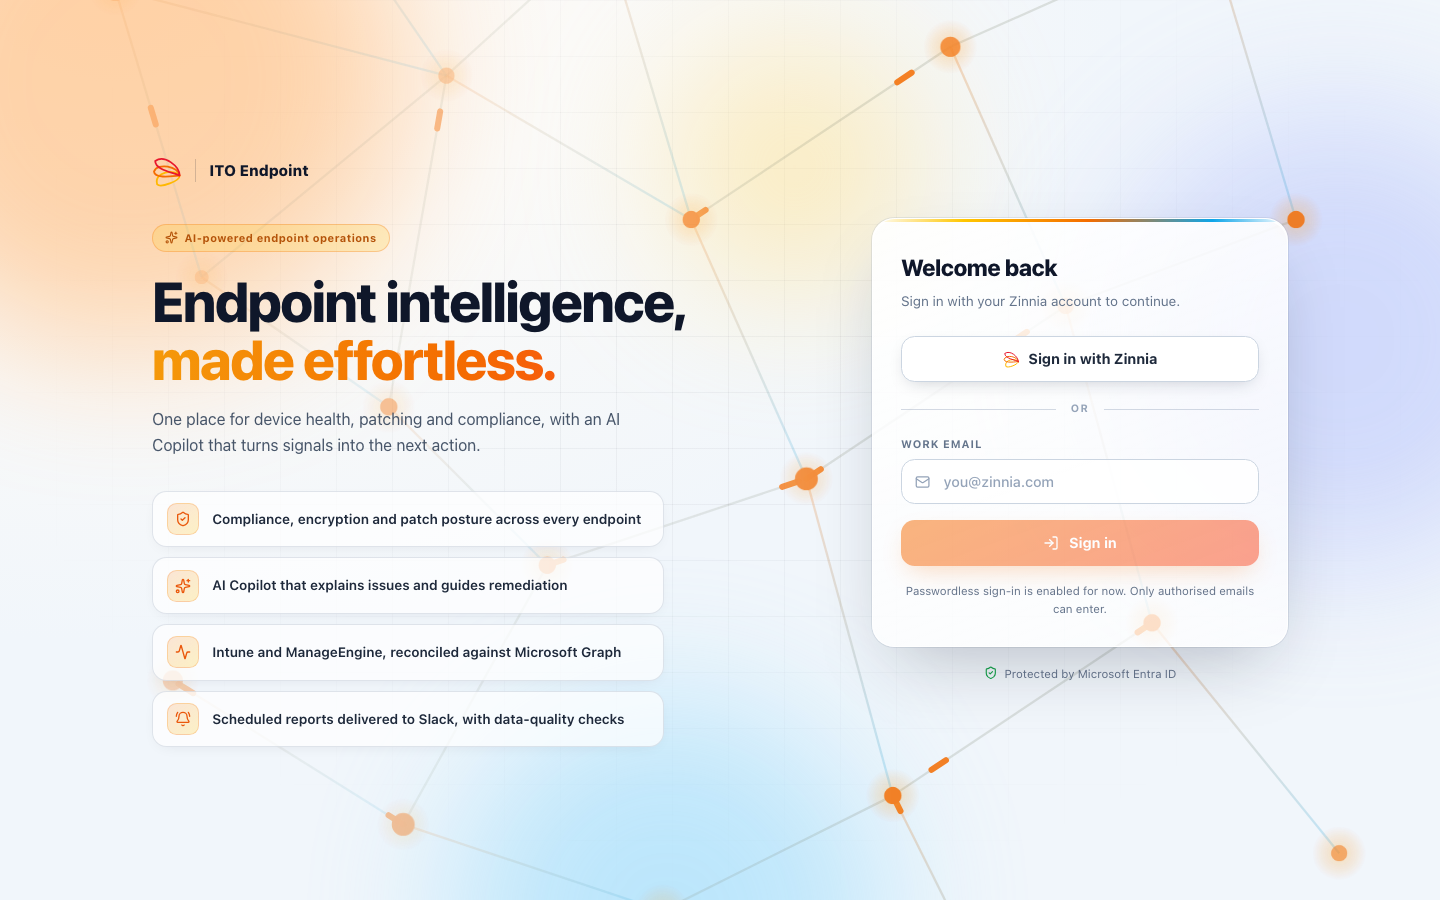 ITO Endpoint
AI-powered endpoint operations
Endpoint intelligence,
made effortless.
One place for device health, patching and compliance, with an AI
Copilot that turns signals into the next action.
Compliance, encryption and patch posture across every endpoint
AI Copilot that explains issues and guides remediation
Intune and ManageEngine, reconciled against Microsoft Graph
Scheduled reports delivered to Slack, with data-quality checks
Welcome back
Sign in with your Zinnia account to continue.
Sign in with Zinnia
OR
WORK EMAIL
you@zinnia.com
Sign in
Passwordless sign-in is enabled for now. Only authorised emails
can enter.
Protected by Microsoft Entra ID